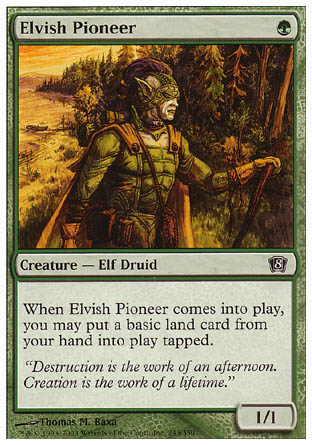 Elvish Pioneer
Creature — Elf Druid
8
When Elvish Pioneer comes into play,
you may put a basic land card from
your hand into play tapped.
“Destruction is the work of an afternoon.
Creation is the work of a lifetime.”
Thomas M. Baxa
1/1